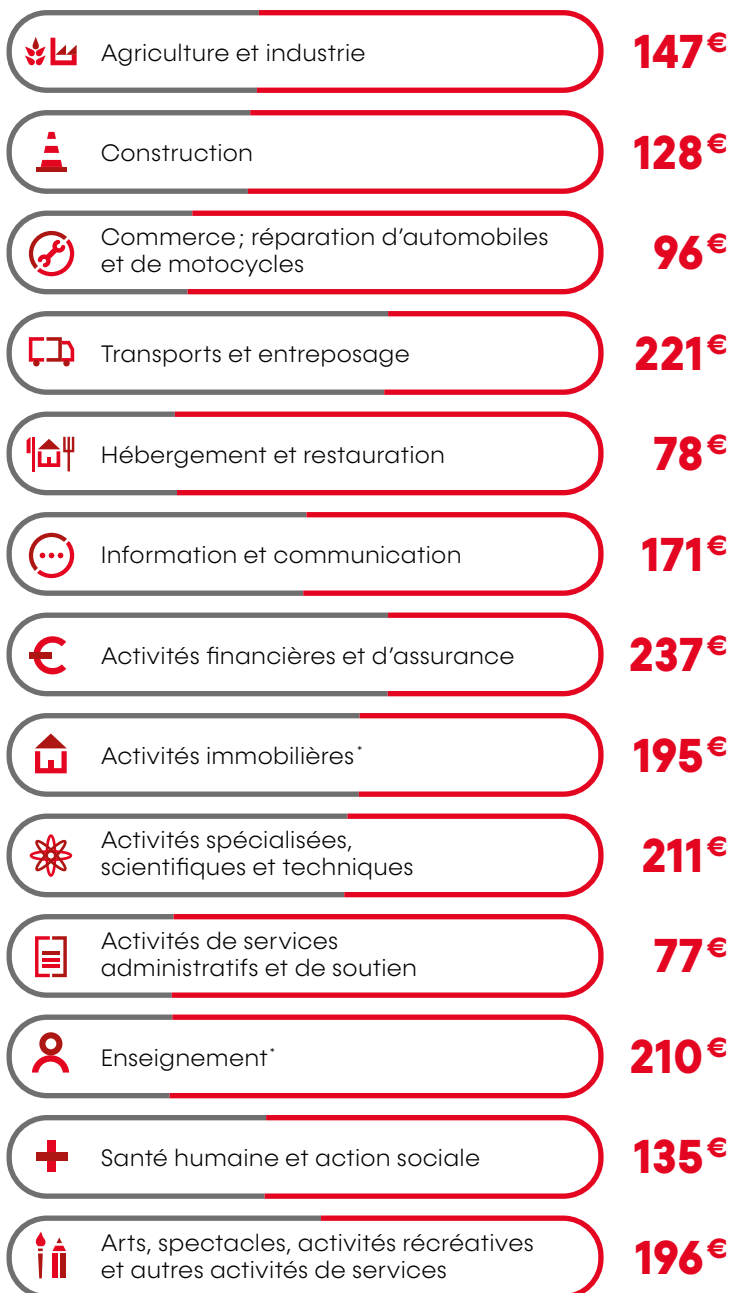 Agriculture et industrie 147€
Construction 128€
Commerce; réparation d'automobiles
et de motocycles 96€
Transports et entreposage 221€
Hébergement et restauration 78€
Information et communication 171€
Activités financières et d'assurance 237€
Activités immobilières* 195€
Activités spécialisées,
scientifiques et techniques 211€
Activités de services
administratifs et de soutien 77€
Enseignement* 210€
Santé humaine et action sociale 135€
Arts, spectacles, activités récréatives
et autres activités de services 196€